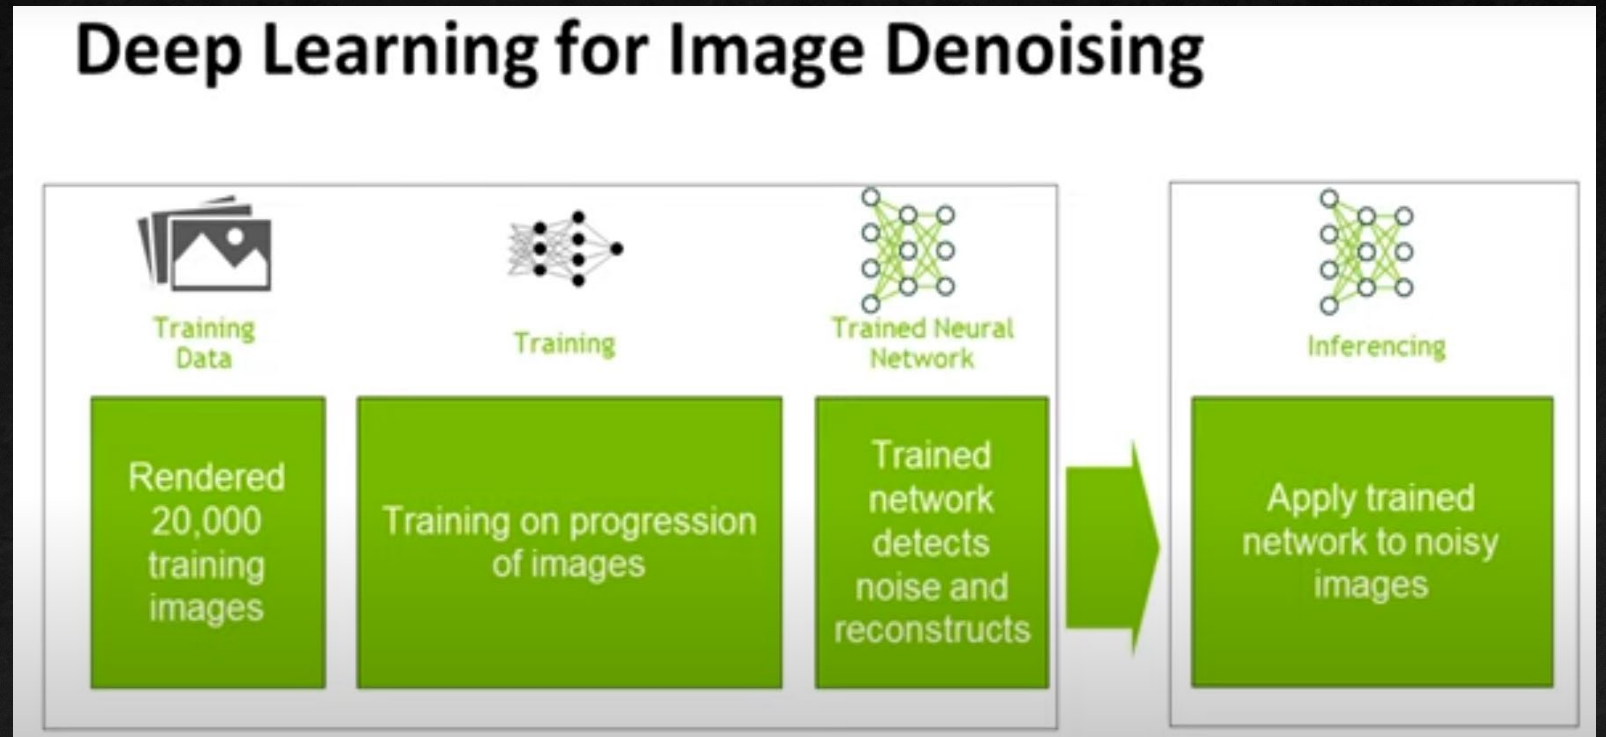 Deep Learning for Image Denoising
Training
Data
Training
Trained Neural
Network
Inferencing
Rendered
20,000
training
images
Training on progression
of images
Trained
network
detects
noise and
reconstructs
Apply trained
network to noisy
images